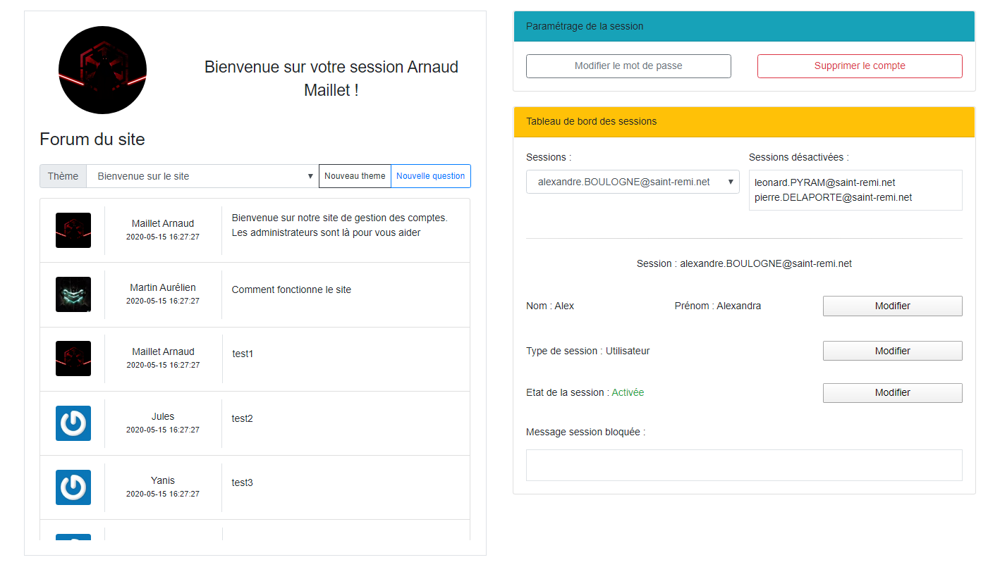 Bienvenue sur votre session Arnaud
Maillet !
Forum du site
Thème
Bienvenue sur le site
Nouveau theme
Nouvelle question
Maillet Arnaud
2020-05-15 16:27:27
Bienvenue sur notre site de gestion des comptes.
Les administrateurs sont là pour vous aider
Martin Aurélien
2020-05-15 16:27:27
Comment fonctionne le site
Maillet Arnaud
2020-05-15 16:27:27
test1
Jules
2020-05-15 16:27:27
test2
Yanis
2020-05-15 16:27:27
test3
Paramétrage de la session
Modifier le mot de passe
Supprimer le compte
Tableau de bord des sessions
Sessions :
alexandre.BOULOGNE@saint-remi.net
Sessions désactivées :
leonard.PYRAM@saint-remi.net
pierre.DELAPORTE@saint-remi.net
Session : alexandre.BOULOGNE@saint-remi.net
Nom : Alex
Prénom : Alexandra
Modifier
Type de session : Utilisateur
Modifier
Etat de la session : Activée
Modifier
Message session bloquée :